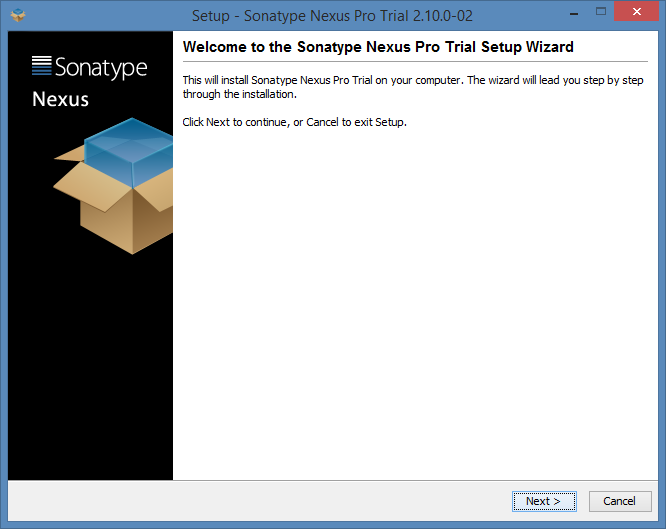 Setup - Sonatype Nexus Pro Trial 2.10.0-02
Sonatype
Nexus
Welcome to the Sonatype Nexus Pro Trial Setup Wizard
This will install Sonatype Nexus Pro Trial on your computer. The wizard will lead you step by step
through the installation.
Click Next to continue, or Cancel to exit Setup.
Next >
Cancel